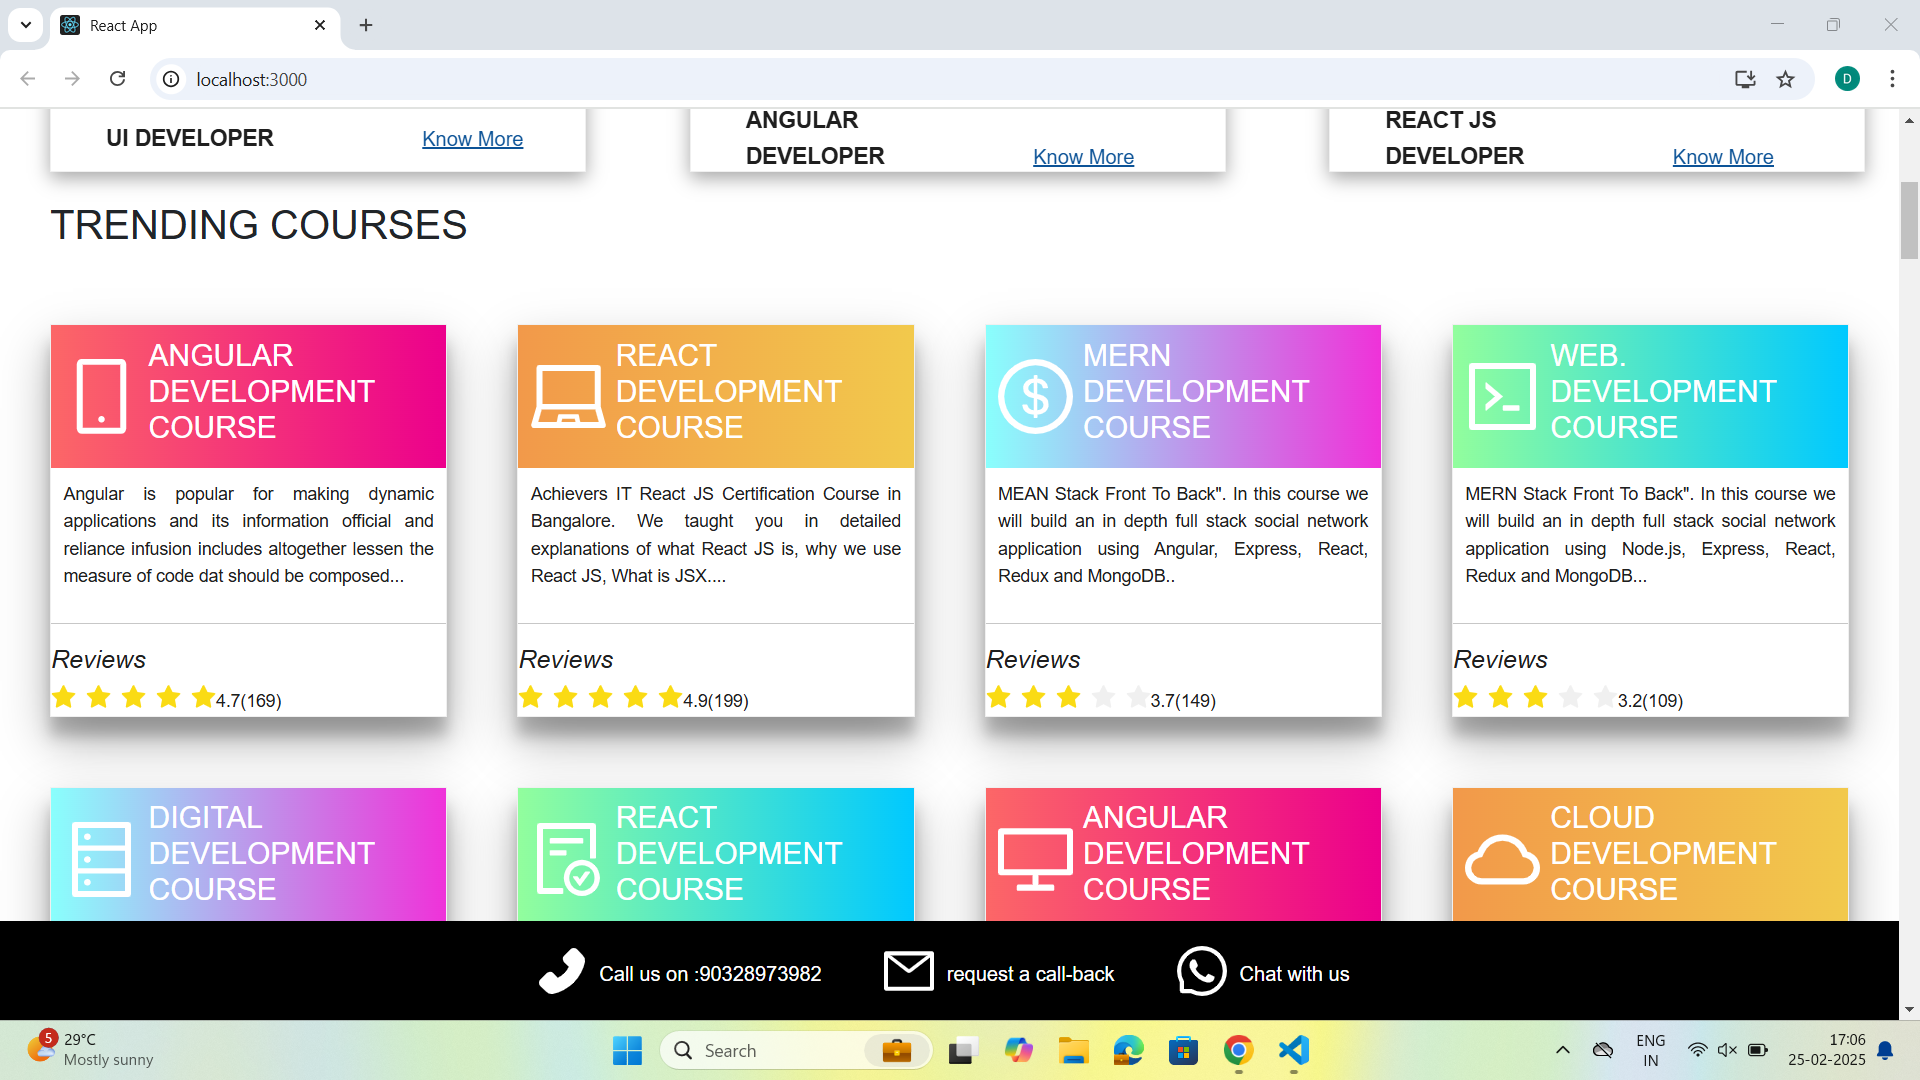 React App
localhost:3000
D
UI DEVELOPER
Know More
ANGULAR
DEVELOPER
Know More
REACT JS
DEVELOPER
Know More
TRENDING COURSES
ANGULAR
DEVELOPMENT
COURSE
Angular is popular for making dynamic
applications and its information official and
reliance infusion includes altogether lessen the
measure of code dat should be composed...
Reviews
4.7(169)
REACT
DEVELOPMENT
COURSE
Achievers IT React JS Certification Course in
Bangalore. We taught you in detailed
explanations of what React JS is, why we use
React JS, What is JSX....
Reviews
4.9(199)
MERN
DEVELOPMENT
COURSE
MEAN Stack Front To Back". In this course we
will build an in depth full stack social network
application using Angular, Express, React,
Redux and MongoDB..
Reviews
3.7(149)
WEB.
DEVELOPMENT
COURSE
MERN Stack Front To Back". In this course we
will build an in depth full stack social network
application using Node.js, Express, React,
Redux and MongoDB...
Reviews
3.2(109)
DIGITAL
DEVELOPMENT
COURSE
REACT
DEVELOPMENT
COURSE
ANGULAR
DEVELOPMENT
COURSE
CLOUD
DEVELOPMENT
COURSE
Call us on :90328973982
request a call-back
Chat with us
5
29°C
Mostly sunny
Search
ENG
IN
17:06
25-02-2025